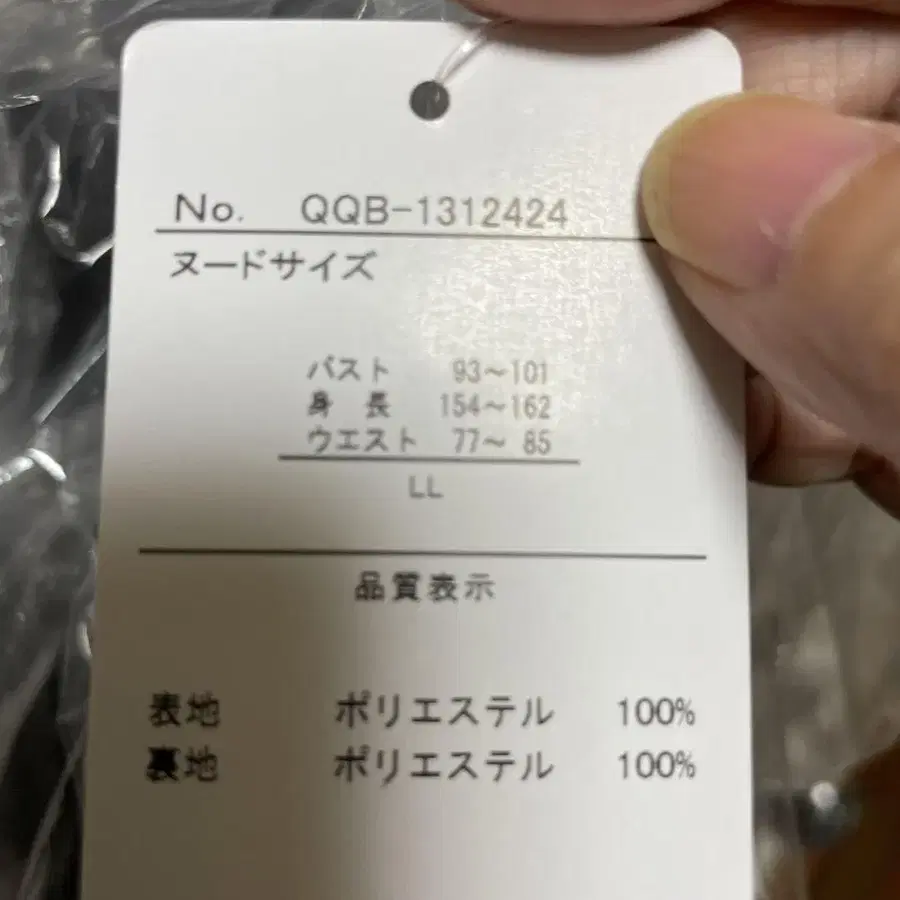 No. QQB-1312424
ヌードサイズ
バスト 93〜101
身 長 154〜162
ウエスト 77〜 85
LL
品質表示
表地 ポリエステル 100%
裏地 ポリエステル 100%